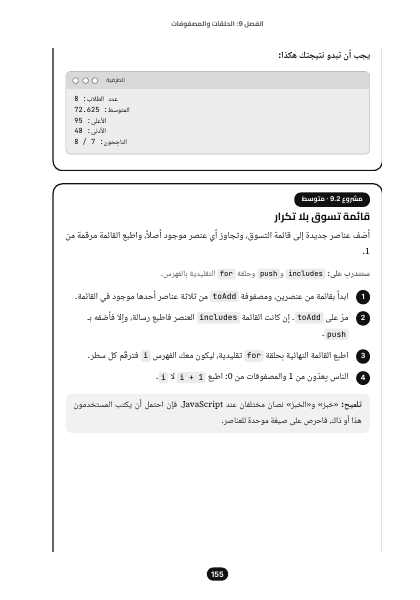 الفصل 9: الحلقات والمصفوفات
يجب أن تبدو نتيجتك هكذا:
الطرفية
عدد الطلاب: 8
المتوسط: 72.625
الأعلى: 95
الأدنى: 48
الناجحون: 7 / 8
مشروع 9.2 · متوسط
قائمة تسوق بلا تكرار
أضف عناصر جديدة إلى قائمة التسوق، وتجاوز أي عنصر موجود أصلاً، واطبع القائمة مرقمة من
1.
ستتدرب على: includes و push وحلقة for التقليدية بالفهرس.
1 ابدأ بقائمة من عنصرين، ومصفوفة toAdd من ثلاثة عناصر أحدها موجود في القائمة.
2 مرّ على toAdd. إن كانت القائمة includes العنصر فاطبع رسالة، وإلا فأضفه بـ
push.
3 اطبع القائمة النهائية بحلقة for تقليدية، ليكون معك الفهرس i فترقّم كل سطر.
4 الناس يعدّون من 1 والمصفوفات من 0: اطبع i + 1 لا i.
تلميح: «خبز» و«الخبز» نصان مختلفان عند JavaScript. فإن احتمل أن يكتب المستخدمون
هذا أو ذاك، فاحرص على صيغة موحدة للعناصر.
155